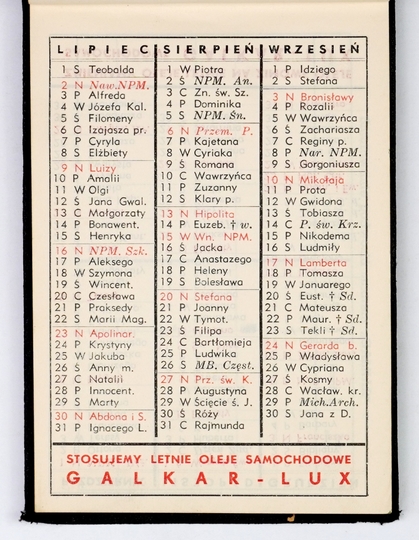 LIPIEC
1 S Teobalda
2 N Naw.NPM.
3 P Alfreda
4 W Józefa Kal.
5 Ś Filomeny
6 C Izajasza pr.
7 P Cyryla
8 S Elżbiety
9 N Luizy
10 P Amalii
11 W Olgi
12 Ś Jana Gwal.
13 C Małgorzaty
14 P Bonawent.
15 S Henryka
16 N NPM. Szk.
17 P Aleksego
18 W Szymona
19 Ś Wincent.
20 C Czesława
21 P Praksedy
22 S Marii Mag.
23 N Apolinar.
24 P Krystyny
25 W Jakuba
26 Ś Anny m.
27 C Natalii
28 P Innocent.
29 S Marty
30 N Abdona i S.
31 P Ignacego L.
SIERPIEŃ
1 W Piotra
2 Ś NPM. An.
3 C Zn. św. Sz.
4 P Dominika
5 S NPM. Śn.
6 N Przem. P.
7 P Kajetana
8 W Cyriaka
9 Ś Romana
10 C Wawrzyńca
11 P Zuzanny
12 S Klary p.
13 N Hipolita
14 P Euzeb. † w.
15 W Wn. NPM.
16 Ś Jacka
17 C Anastazego
18 P Heleny
19 S Bolesława
20 N Stefana
21 P Joanny
22 W Tymot.
23 Ś Filipa
24 C Bartłomieja
25 P Ludwika
26 S MB. Częst.
27 N Prz. św. K.
28 P Augustyna
29 W Ścięcie ś. J.
30 Ś Róży
31 C Rajmunda
WRZESIEŃ
1 P Idziego
2 S Stefana
3 N Bronisławy
4 P Rozalii
5 W Wawrzyńca
6 Ś Zachariasza
7 C Reginy p.
8 P Nar. NPM.
9 S Gorgoniusza
10 N Mikołaja
11 P Prota
12 W Gwidona
13 Ś Tobiasza
14 C P. św. Krz.
15 P Nikodema
16 S Ludmiły
17 N Lamberta
18 P Tomasza
19 W Januarego
20 Ś Eust. † Sd.
21 C Mateusza
22 P Maur. † Sd.
23 S Tekli † Sd.
24 N Gerarda b.
25 P Władysława
26 W Cypriana
27 Ś Kosmy
28 C Wacław. kr.
29 P Mich.Arch.
30 S Jana z D.
STOSUJEMY LETNIE OLEJE SAMOCHODOWE
GALKAR-LUX